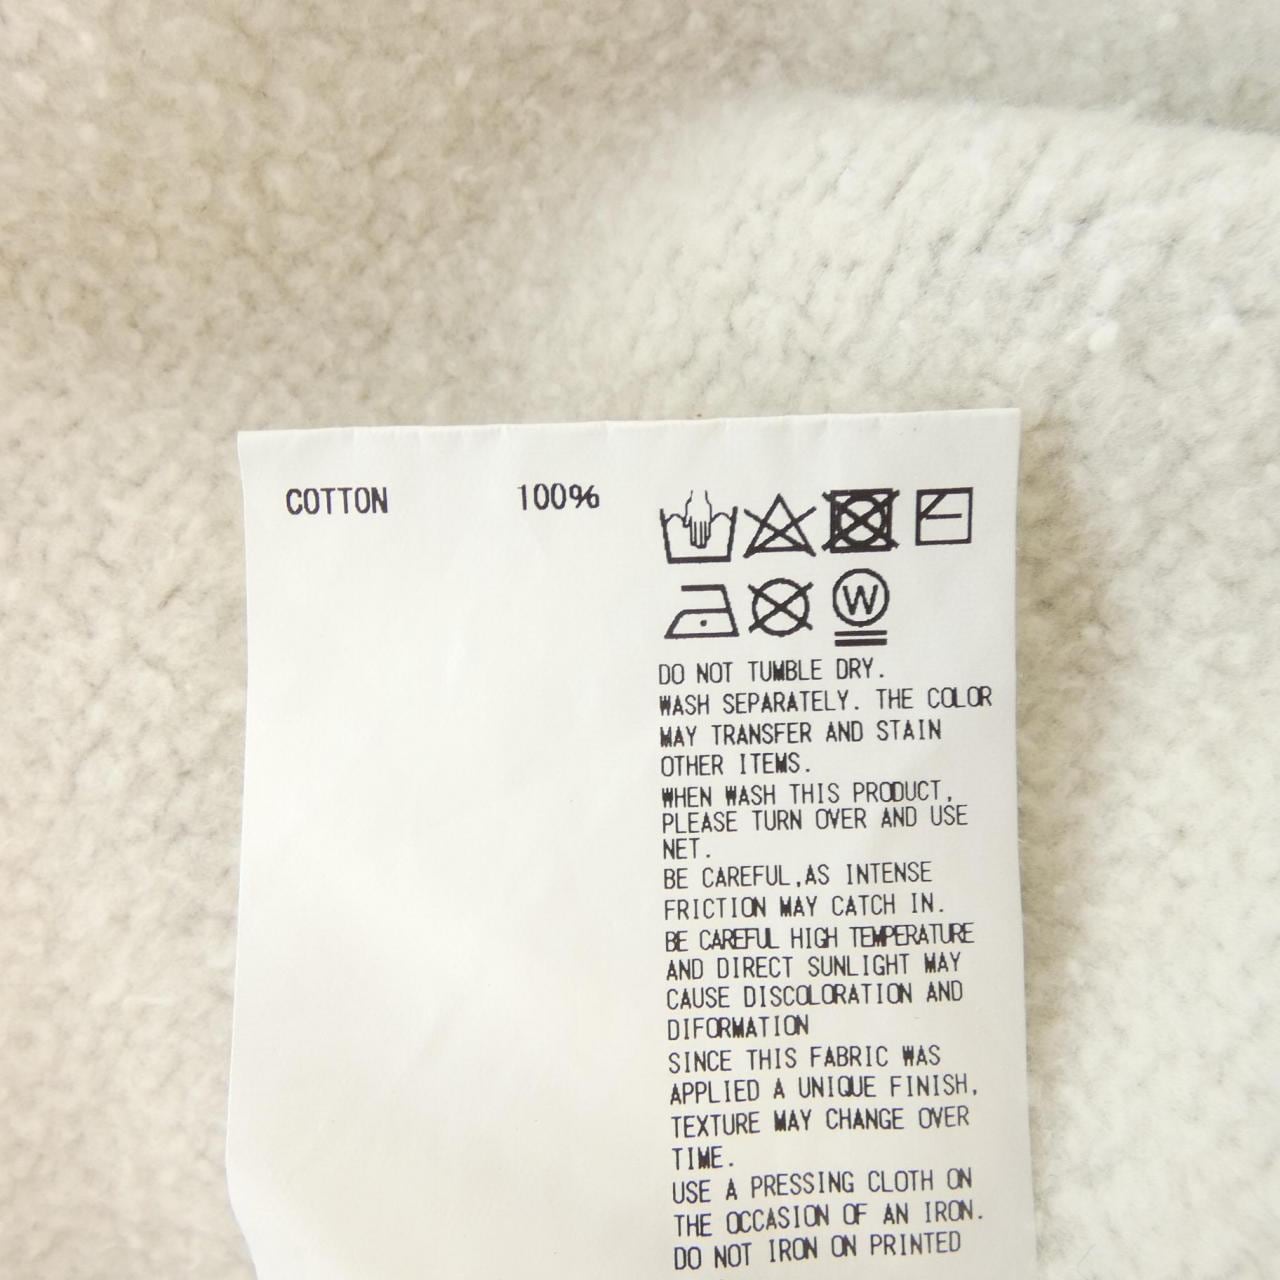 COTTON 100%
W
DO NOT TUMBLE DRY.
WASH SEPARATELY. THE COLOR
MAY TRANSFER AND STAIN
OTHER ITEMS.
WHEN WASH THIS PRODUCT,
PLEASE TURN OVER AND USE
NET.
BE CAREFUL,AS INTENSE
FRICTION MAY CATCH IN.
BE CAREFUL HIGH TEMPERATURE
AND DIRECT SUNLIGHT MAY
CAUSE DISCOLORATION AND
DIFORMATION
SINCE THIS FABRIC WAS
APPLIED A UNIQUE FINISH,
TEXTURE MAY CHANGE OVER
TIME.
USE A PRESSING CLOTH ON
THE OCCASION OF AN IRON.
DO NOT IRON ON PRINTED